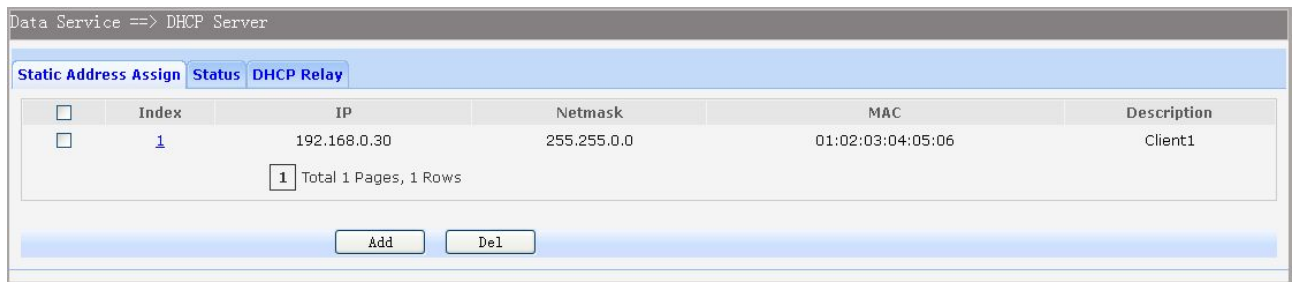 Data Service ==> DHCP Server
Static Address Assign Status DHCP Relay
Index IP Netmask MAC Description
1 192.168.0.30 255.255.0.0 01:02:03:04:05:06 Client1
1 Total 1 Pages, 1 Rows
Add Del